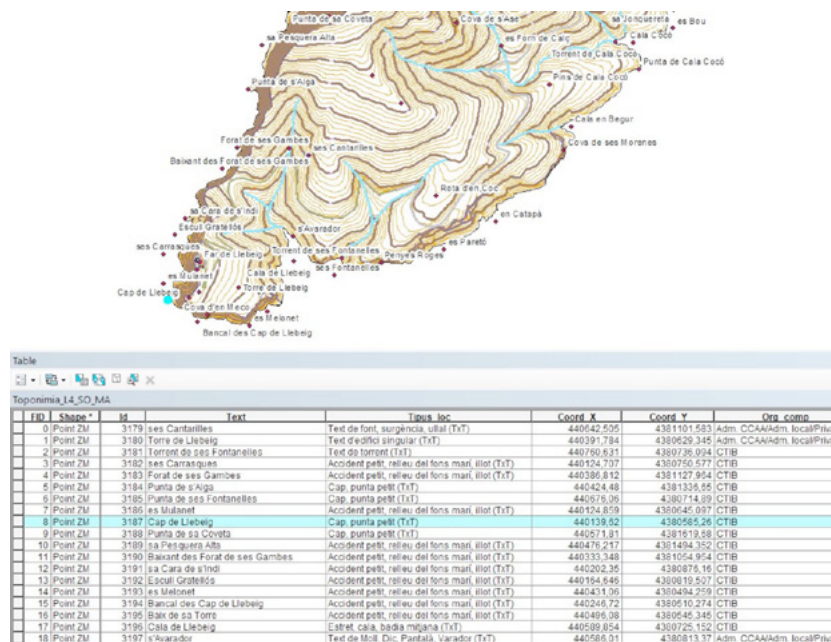 Punta de sa Coveta
Cova de s'Ase
sa Jonquereta
es Bou
sa Pesquera Alta
es Forn de Calç
Cala Cocó
Torrent de Cala Cocó
Punta de Cala Cocó
Punta de s'Aiga
Pins de Cala Cocó
Cala en Begur
Forat de ses Gambes
ses Cantarilles
Cova de ses Morenes
Baixant des Forat de ses Gambes
Rota d'en Coc
sa Cara de s'Indi
en Catapà
Escull Gratellós
s'Avarador
es Paretó
ses Carrasques
Torrent de ses Fontanelles
Penyes Roges
Far de Llebeig
Cala de Llebeig
ses Fontanelles
es Mulanet
Cap de Llebeig
Torre de Llebeig
Cova d'en Meco
es Melonet
Bancal des Cap de Llebeig
Table
Toponimia_L4_SO_MA
FID Shape * Id Text Tipus_loc Coord_X Coord_Y Org_comp
0 Point ZM 3179 ses Cantarilles Text de font, surgència, ullal (TxT) 440642,505 4381101,583 Adm. CCAA/Adm. local/Priva
1 Point ZM 3180 Torre de Llebeig Text d'edifici singular (TxT) 440391,784 4380629,345 Adm. CCAA/Adm. local/Priva
2 Point ZM 3181 Torrent de ses Fontanelles Text de torrent (TxT) 440760,631 4380736,094 CTIB
3 Point ZM 3182 ses Carrasques Accident petit, relleu del fons marí, illot (TxT) 440124,707 4380750,577 CTIB
4 Point ZM 3183 Forat de ses Gambes Accident petit, relleu del fons marí, illot (TxT) 440386,812 4381127,964 CTIB
5 Point ZM 3184 Punta de s'Aiga Cap, punta petit (TxT) 440424,48 4381336,55 CTIB
6 Point ZM 3185 Punta de ses Fontanelles Cap, punta petit (TxT) 440676,06 4380714,89 CTIB
7 Point ZM 3186 es Mulanet Accident petit, relleu del fons marí, illot (TxT) 440124,859 4380645,097 CTIB
8 Point ZM 3187 Cap de Llebeig Cap, punta petit (TxT) 440139,62 4380585,26 CTIB
9 Point ZM 3188 Punta de sa Coveta Cap, punta petit (TxT) 440571,81 4381619,68 CTIB
10 Point ZM 3189 sa Pesquera Alta Accident petit, relleu del fons marí, illot (TxT) 440476,217 4381494,352 CTIB
11 Point ZM 3190 Baixant des Forat de ses Gambes Accident petit, relleu del fons marí, illot (TxT) 440333,348 4381054,954 CTIB
12 Point ZM 3191 sa Cara de s'Indi Accident petit, relleu del fons marí, illot (TxT) 440202,35 4380876,16 CTIB
13 Point ZM 3192 Escull Gratellós Accident petit, relleu del fons marí, illot (TxT) 440164,646 4380819,507 CTIB
14 Point ZM 3193 es Melonet Accident petit, relleu del fons marí, illot (TxT) 440431,06 4380494,259 CTIB
15 Point ZM 3194 Bancal des Cap de Llebeig Accident petit, relleu del fons marí, illot (TxT) 440246,72 4380510,274 CTIB
16 Point ZM 3195 Baix de sa Torre Accident petit, relleu del fons marí, illot (TxT) 440496,08 4380545,345 CTIB
17 Point ZM 3196 Cala de Llebeig Estret, cala, badia mitjana (TxT) 440589,854 4380725,152 CTIB
18 Point ZM 3197 s'Avarador Text de Moll, Dic, Pantalà, Varador (TxT) 440586,01 4380813,37 Adm. CCAA/Adm. local/Priva